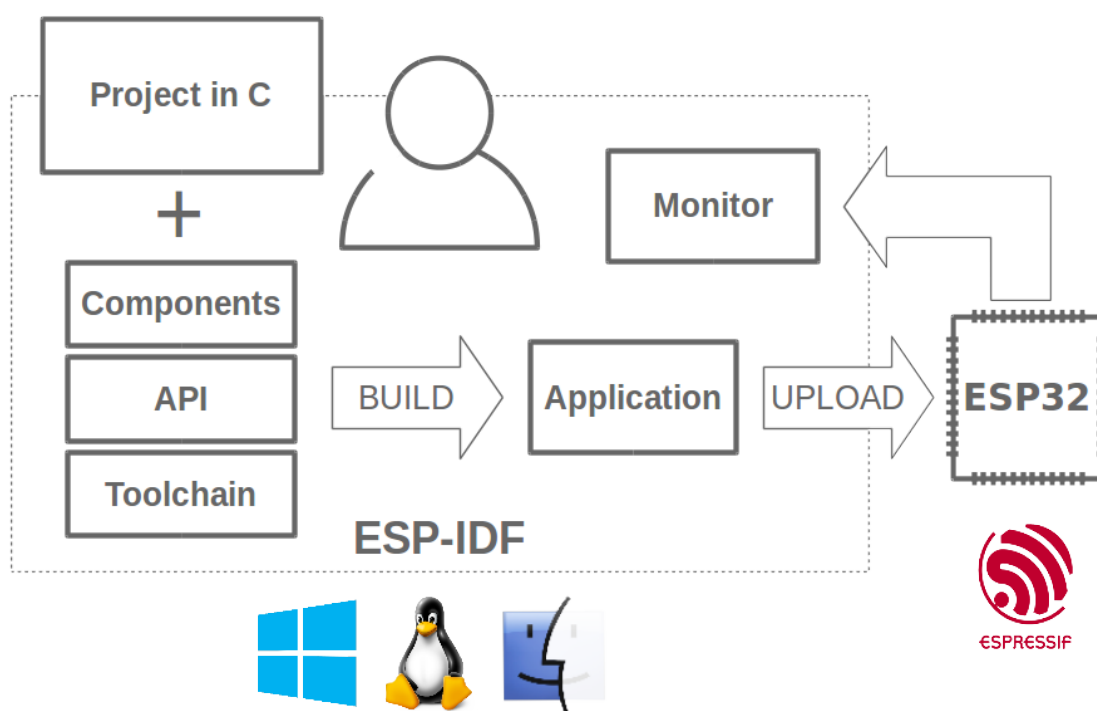 Project in C
+
Components
API
Toolchain
BUILD
Application
UPLOAD
Monitor
ESP32
ESP-IDF
ESPRESSIF